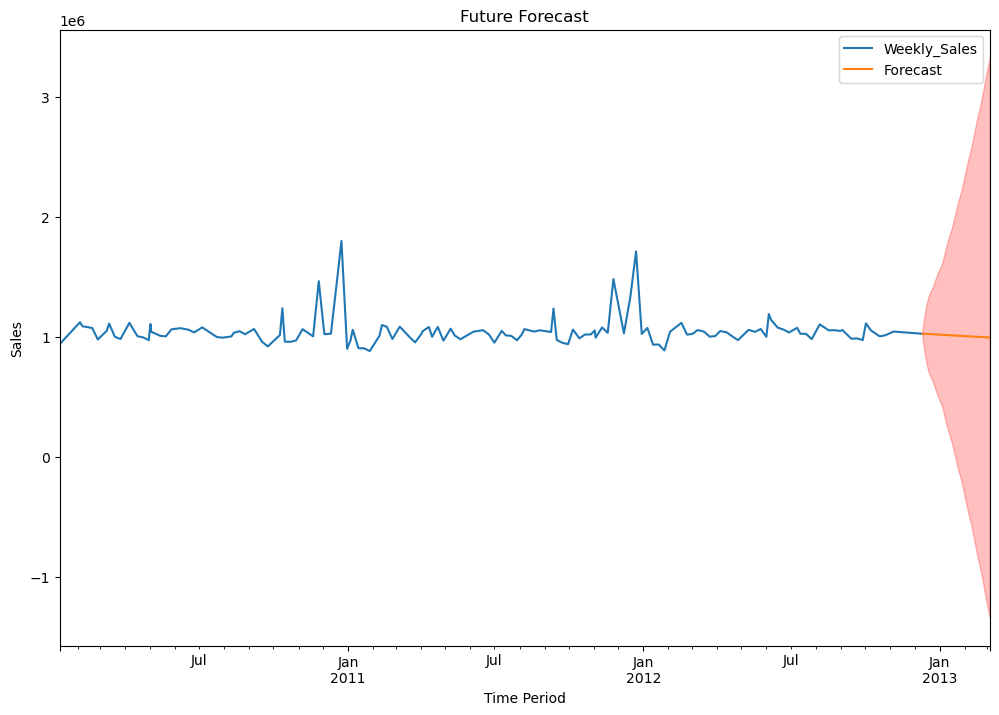 Future Forecast
1e6
Weekly_Sales
Forecast
3
2
1
0
−1
Sales
Jul
Jan
2011
Jul
Jan
2012
Jul
Jan
2013
Time Period